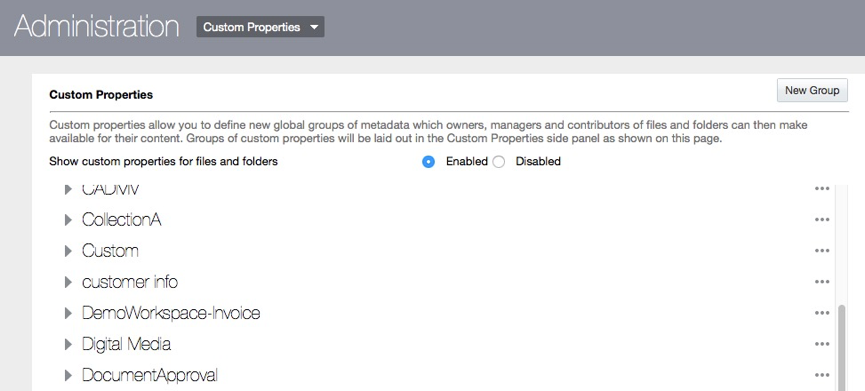 Administration Custom Properties
Custom Properties
New Group
Custom properties allow you to define new global groups of metadata which owners, managers and contributors of files and folders can then make
available for their content. Groups of custom properties will be laid out in the Custom Properties side panel as shown on this page.
Show custom properties for files and folders Enabled Disabled
CollectionA
Custom
customer info
DemoWorkspace-Invoice
Digital Media
DocumentApproval